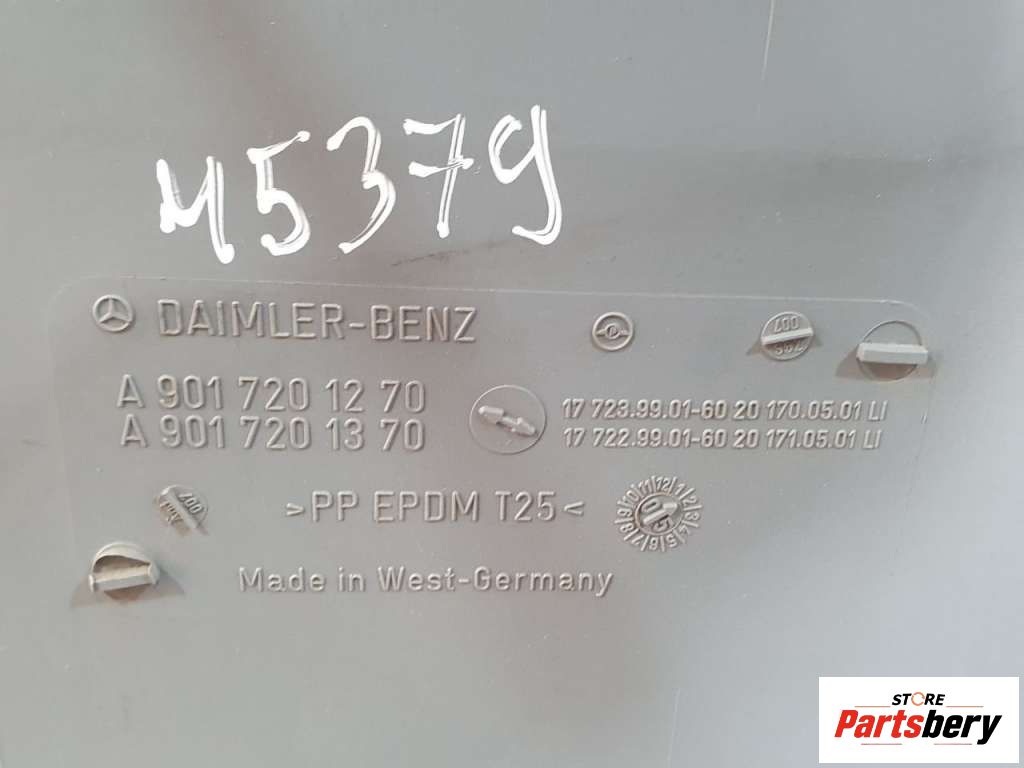 M5379
DAIMLER-BENZ
A 901 720 12 70
A 901 720 13 70
17 723.99.01-60 20 170.05.01 LI
17 722.99.01-60 20 171.05.01 LI
>PP EPDM T25<
Made in West-Germany
STORE
Partsbery